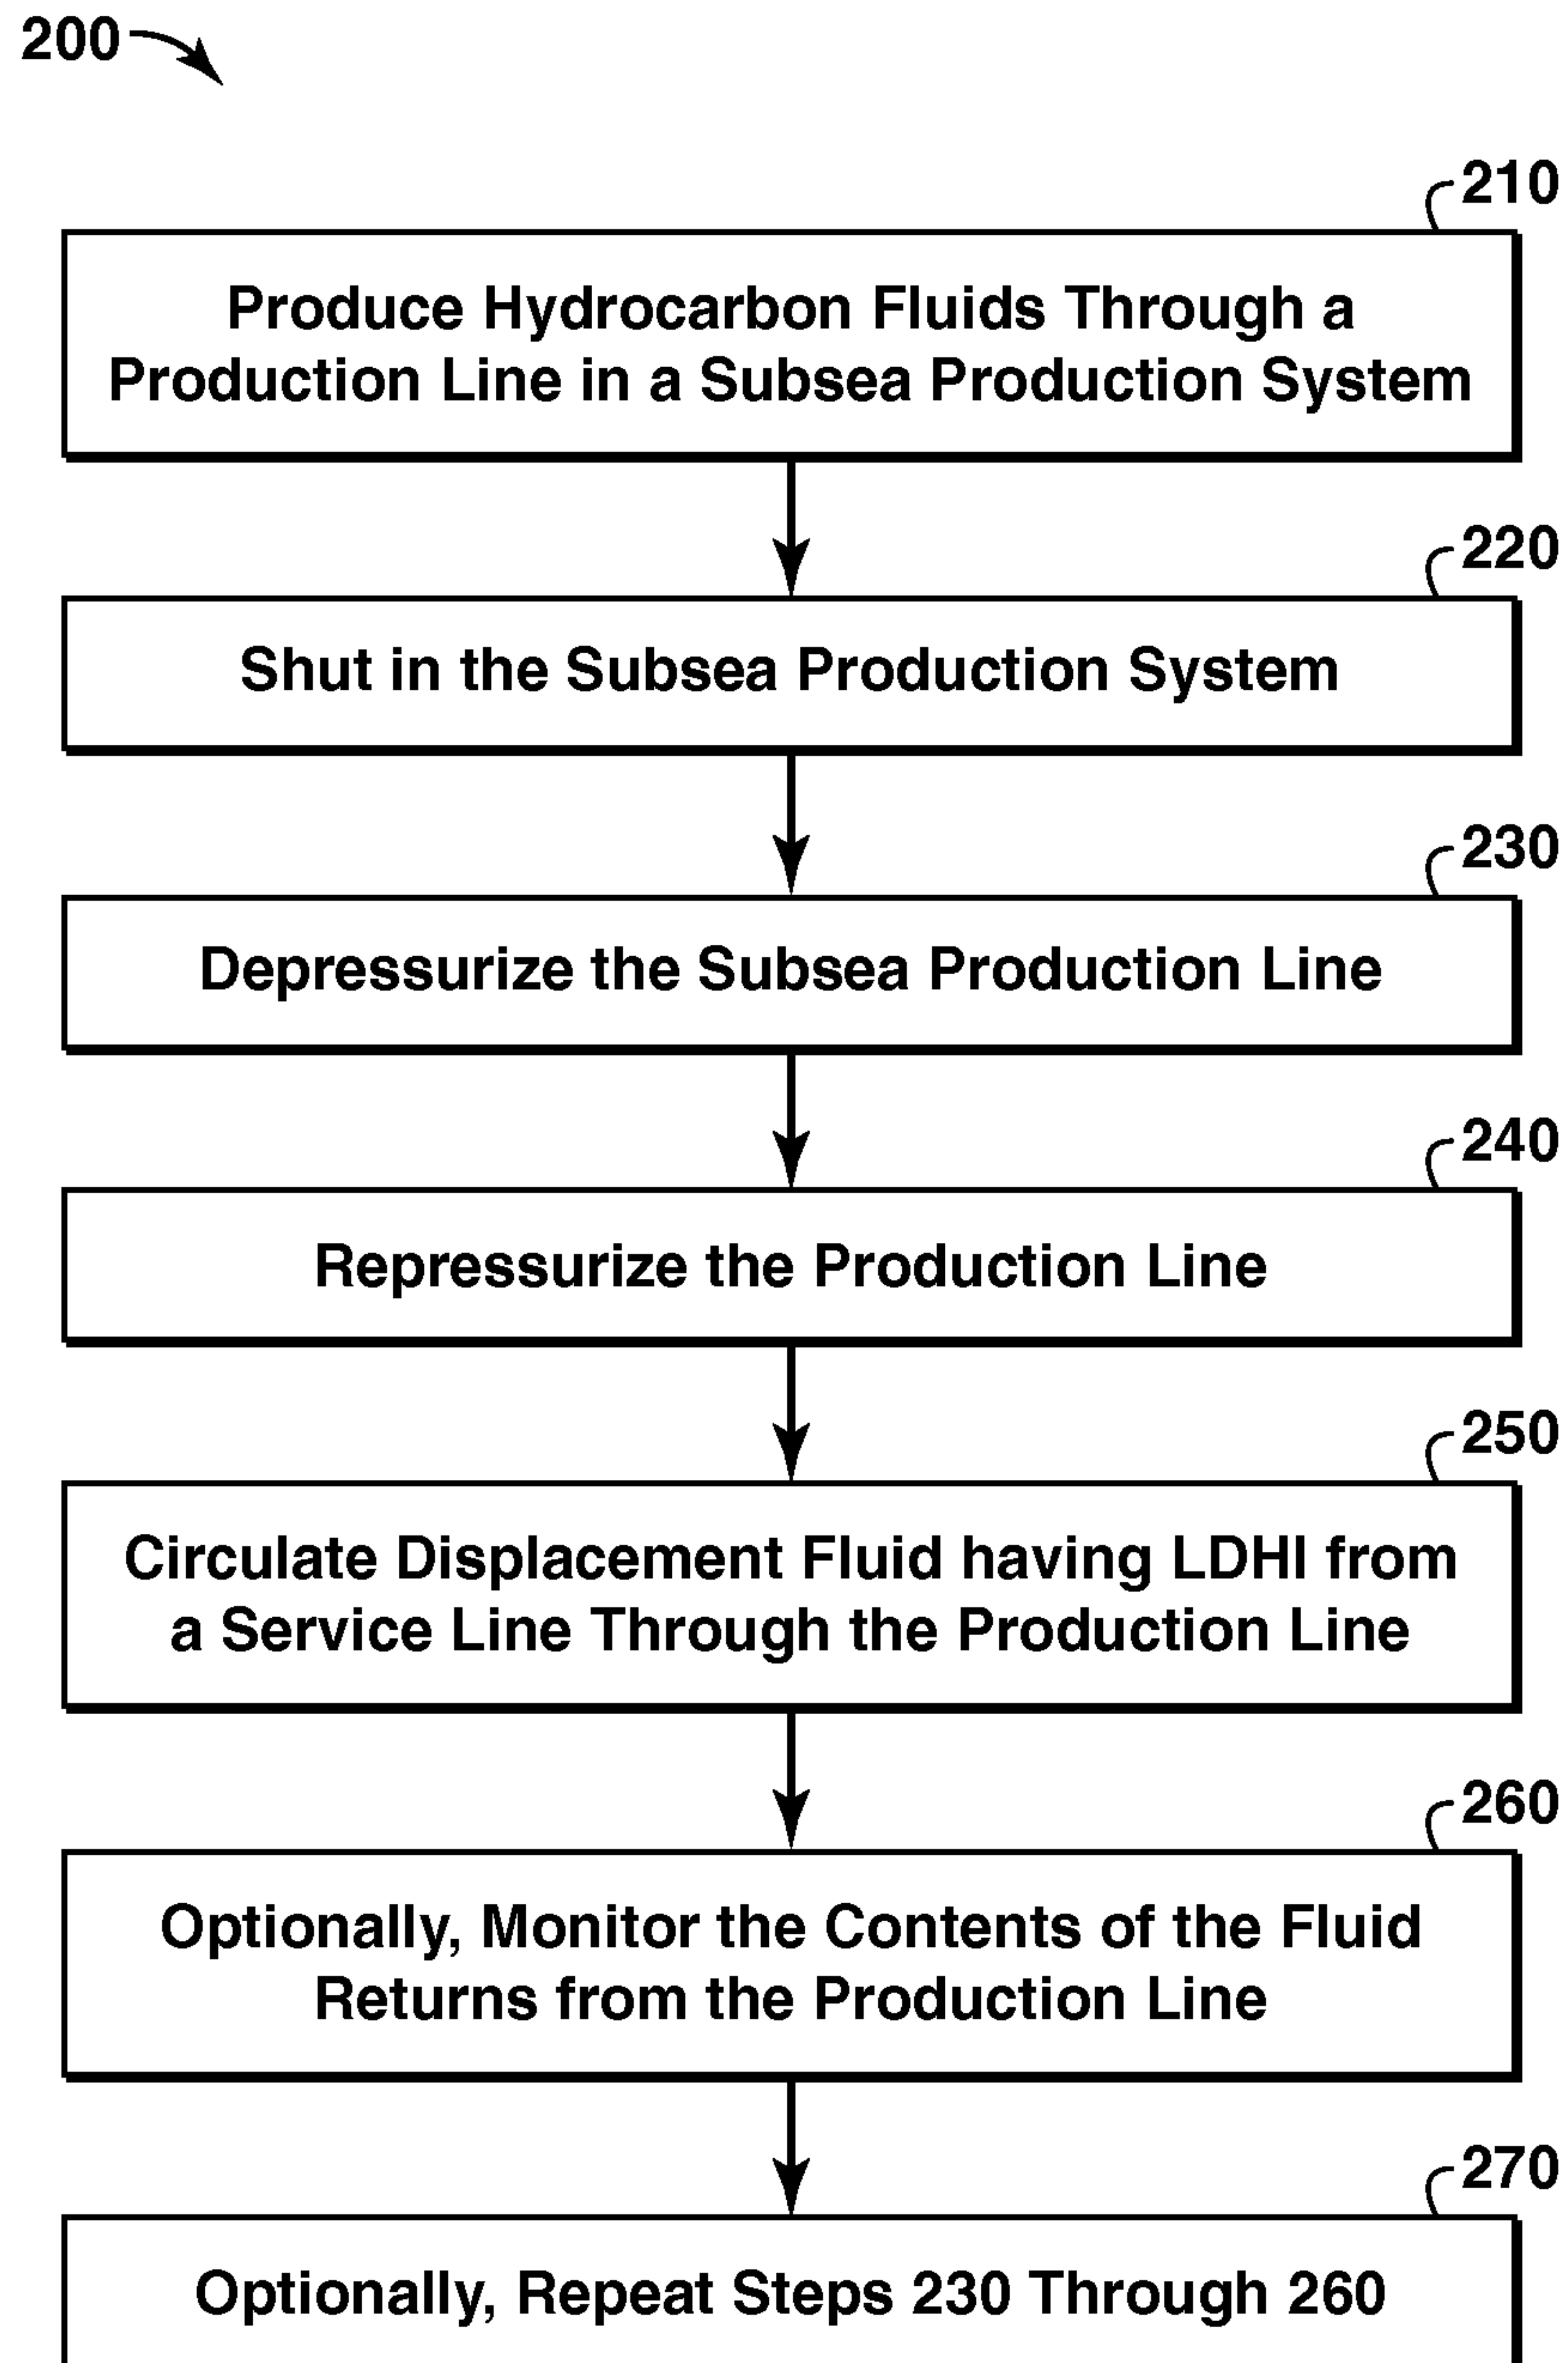 200
210
Produce Hydrocarbon Fluids Through a
Production Line in a Subsea Production System
220
Shut in the Subsea Production System
230
Depressurize the Subsea Production Line
240
Repressurize the Production Line
250
Circulate Displacement Fluid having LDHI from
a Service Line Through the Production Line
260
Optionally, Monitor the Contents of the Fluid
Returns from the Production Line
270
Optionally, Repeat Steps 230 Through 260